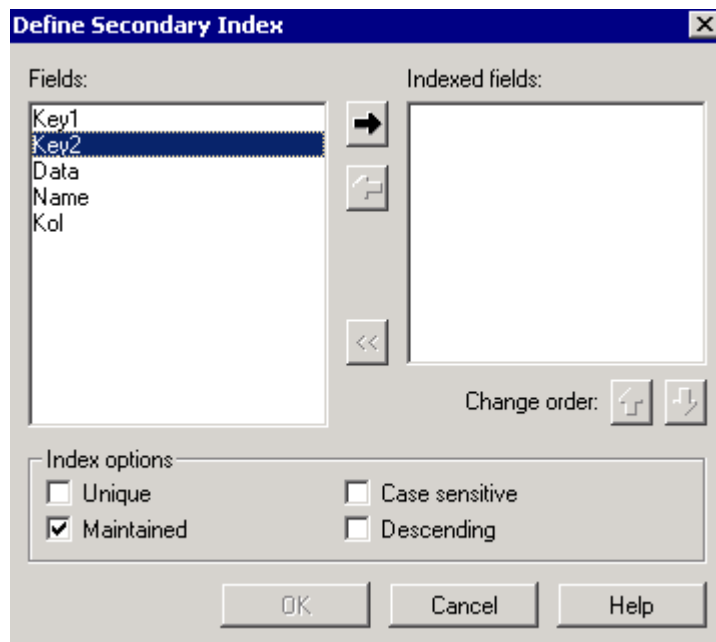 Define Secondary Index
Fields:
Key1
Key2
Data
Name
Kol
Indexed fields:
<<
Change order:
Index options
Unique
Case sensitive
Maintained
Descending
OK
Cancel
Help